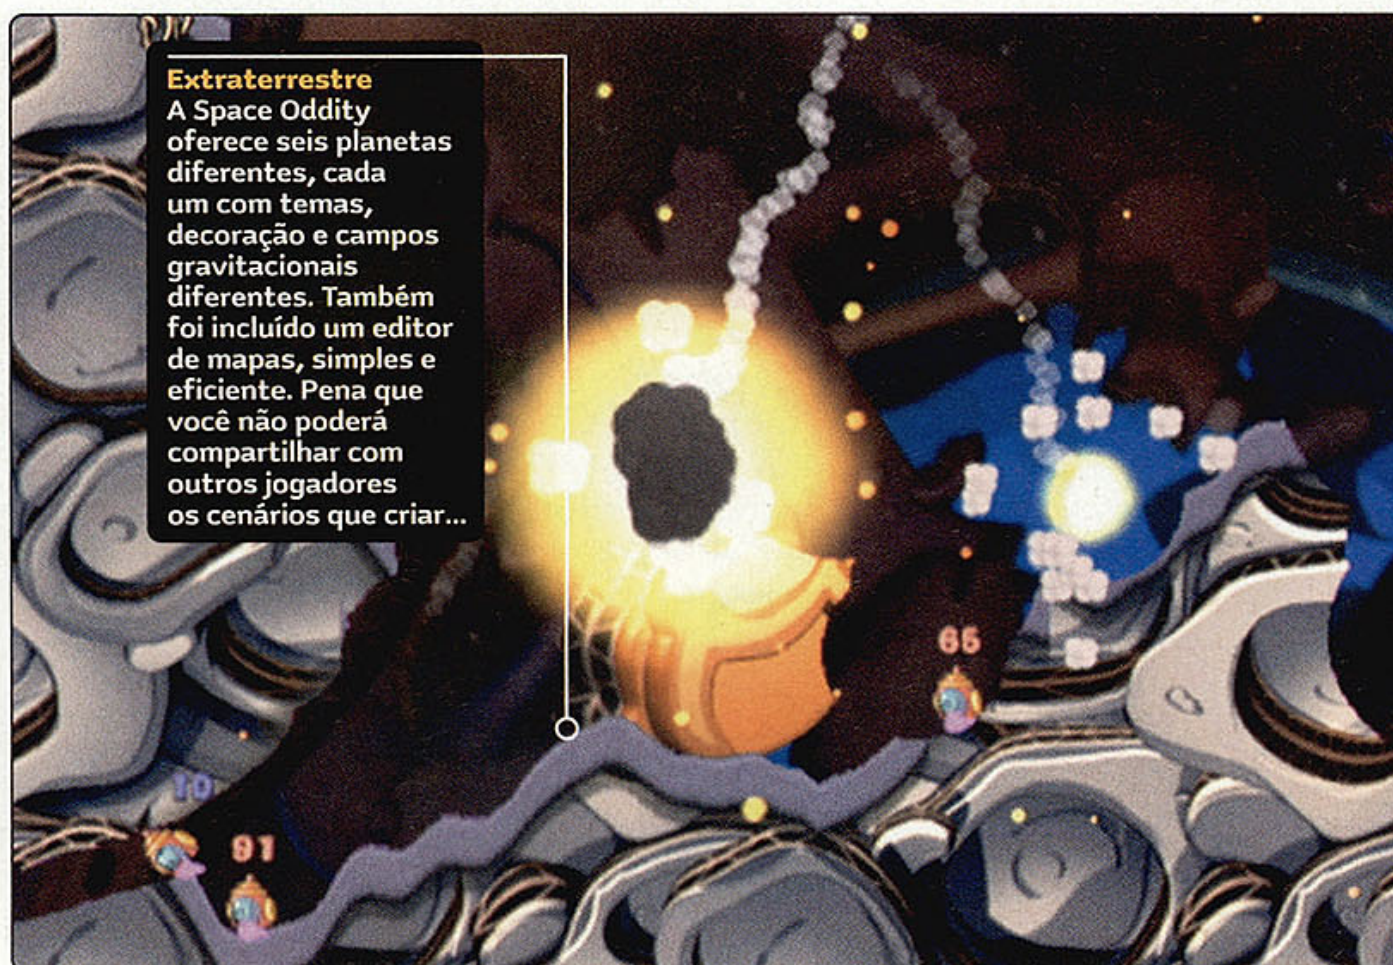 Extraterrestre
A Space Oddity
oferece seis planetas
diferentes, cada
um com temas,
decoração e campos
gravitacionais
diferentes. Também
foi incluído um editor
de mapas, simples e
eficiente. Pena que
você não poderá
compartilhar com
outros jogadores
os cenários que criar...
65
10
91